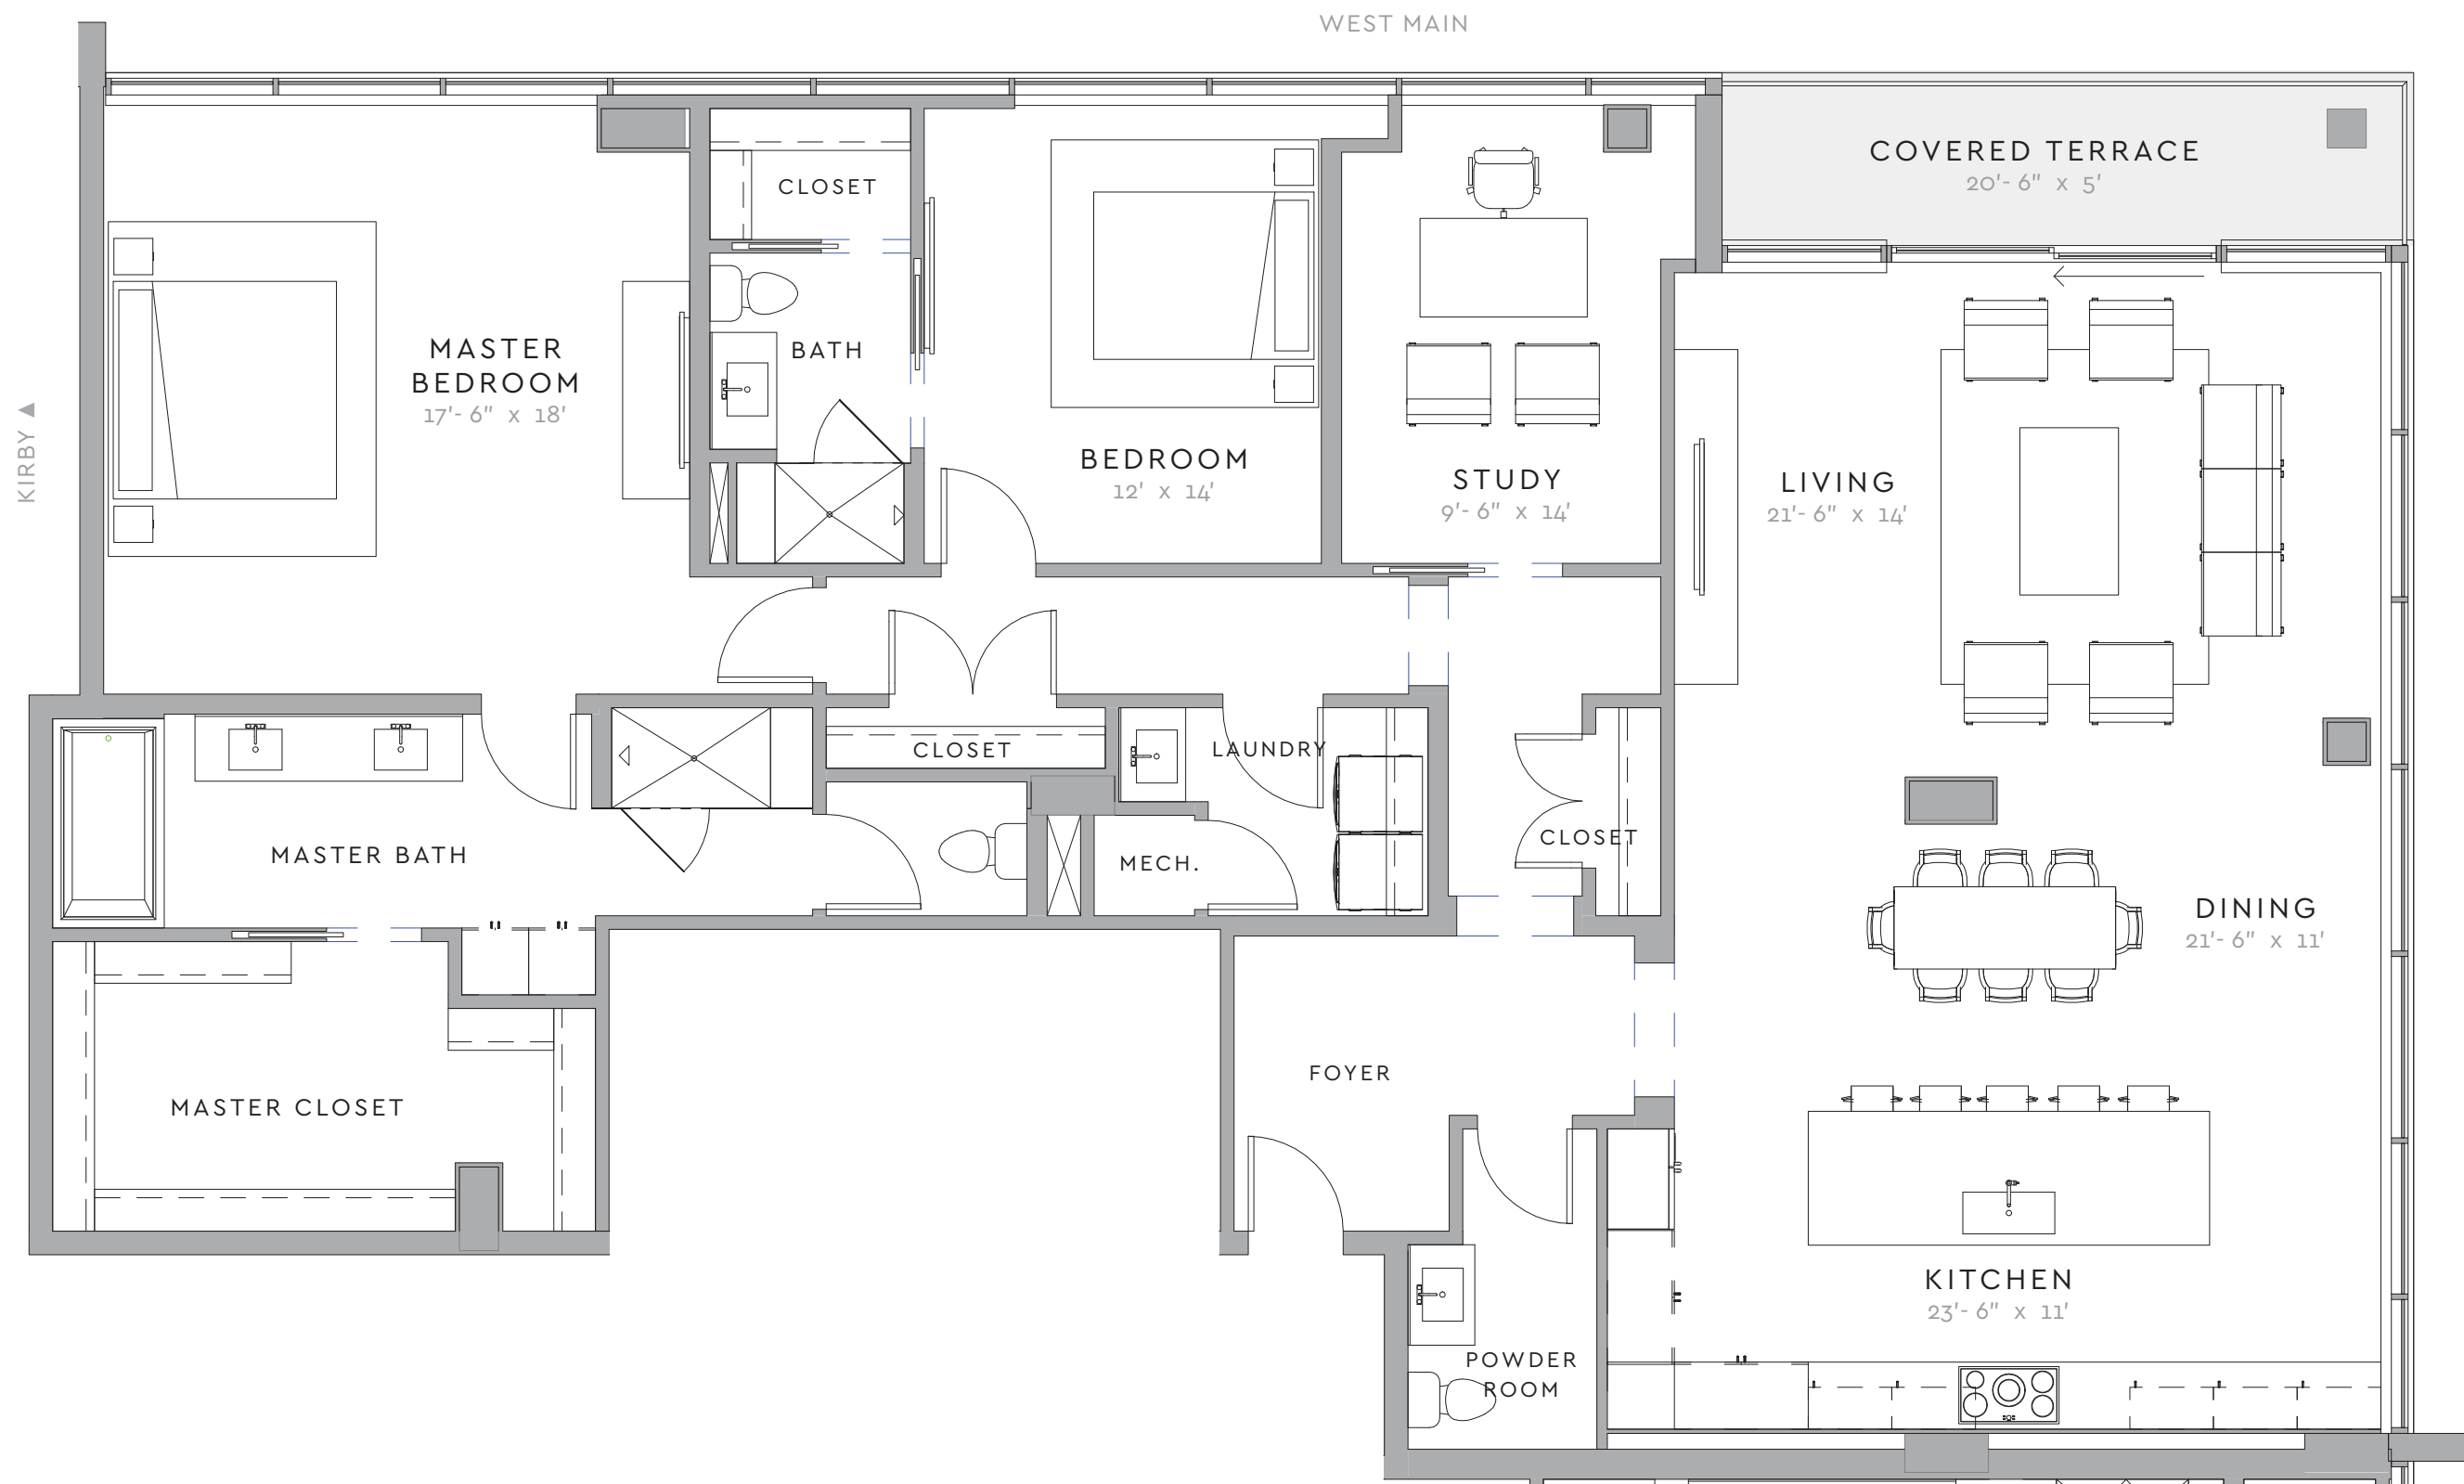 WEST MAIN
COVERED TERRACE
20'- 6" x 5'
CLOSET
MASTER
BEDROOM
17'- 6" x 18'
BATH
KIRBY ▲
BEDROOM
12' x 14'
STUDY
9'- 6" x 14'
LIVING
21'- 6" x 14'
CLOSET
LAUNDRY
MASTER BATH
MECH.
CLOSET
DINING
21'- 6" x 11'
MASTER CLOSET
FOYER
KITCHEN
23'- 6" x 11'
POWDER
ROOM